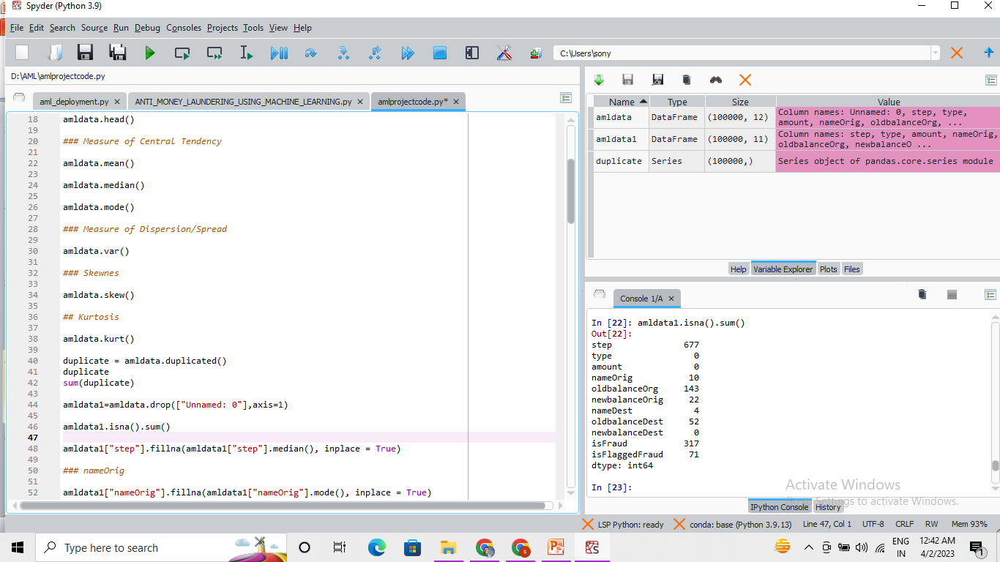 Spyder (Python 3.9)
File Edit Search Source Run Debug Consoles Projects Tools View Help
C:\Users\sony
D:\AML\amlprojectcode.py
aml_deployment.py ANTI_MONEY_LAUNDERING_USING_MACHINE_LEARNING.py amlprojectcode.py*
18 amldata.head()
19
20 ### Measure of Central Tendency
21
22 amldata.mean()
23
24 amldata.median()
25
26 amldata.mode()
27
28 ### Measure of Dispersion/Spread
29
30 amldata.var()
31
32 ### Skewnes
33
34 amldata.skew()
35
36 ## Kurtosis
37
38 amldata.kurt()
39
40 duplicate = amldata.duplicated()
41 duplicate
42 sum(duplicate)
43
44 amldata1=amldata.drop(["Unnamed: 0"],axis=1)
45
46 amldata1.isna().sum()
47
48 amldata1["step"].fillna(amldata1["step"].median(), inplace = True)
49
50 ### nameOrig
51
52 amldata1["nameOrig"].fillna(amldata1["nameOrig"].mode(), inplace = True)
Name Type Size Value
amldata DataFrame (100000, 12) Column names: Unnamed: 0, step, type,
amount, nameOrig, oldbalanceOrg, ...
amldata1 DataFrame (100000, 11) Column names: step, type, amount, nameOrig,
oldbalanceOrg, newbalanceO ...
duplicate Series (100000,) Series object of pandas.core.series module
Help Variable Explorer Plots Files
Console 1/A
In [22]: amldata1.isna().sum()
Out[22]:
step 677
type 0
amount 0
nameOrig 10
oldbalanceOrg 143
newbalanceOrig 22
nameDest 4
oldbalanceDest 52
newbalanceDest 0
isFraud 317
isFlaggedFraud 71
dtype: int64
In [23]:
Activate Windows
Settings to activate Windows.
IPython Console History
LSP Python: ready conda: base (Python 3.9.13) Line 47, Col 1 UTF-8 CRLF RW Mem 93%
Type here to search
ENG
IN
12:42 AM
4/2/2023
1